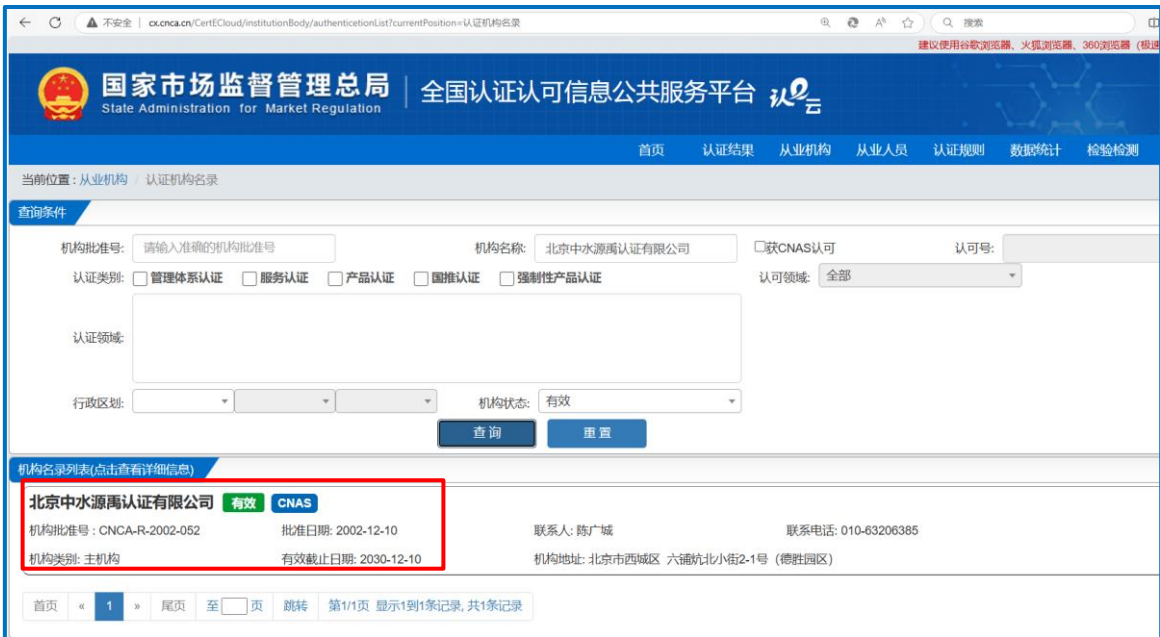 不安全 | cx.cnca.cn/CertECloud/institutionBody/authenticetionList?currentPosition=认证机构名录 搜索
建议使用谷歌浏览器、火狐浏览器、360浏览器（极速
国家市场监督管理总局 全国认证认可信息公共服务平台 认e云
State Administration for Market Regulation
首页 认证结果 从业机构 从业人员 认证规则 数据统计 检验检测
当前位置：从业机构 / 认证机构名录
查询条件
机构批准号: 请输入准确的机构批准号 机构名称: 北京中水源禹认证有限公司 获CNAS认可 认可号:
认证类别: 管理体系认证 服务认证 产品认证 国推认证 强制性产品认证 认可领域: 全部
认证领域:
行政区划: 机构状态: 有效
查询 重置
机构名录列表(点击查看详细信息)
北京中水源禹认证有限公司 有效 CNAS
机构批准号：CNCA-R-2002-052 批准日期: 2002-12-10 联系人: 陈广城 联系电话: 010-63206385
机构类别: 主机构 有效截止日期: 2030-12-10 机构地址: 北京市西城区 六铺炕北小街2-1号（德胜园区）
首页 « 1 » 尾页 至 页 跳转 第1/1页 显示1到1条记录, 共1条记录